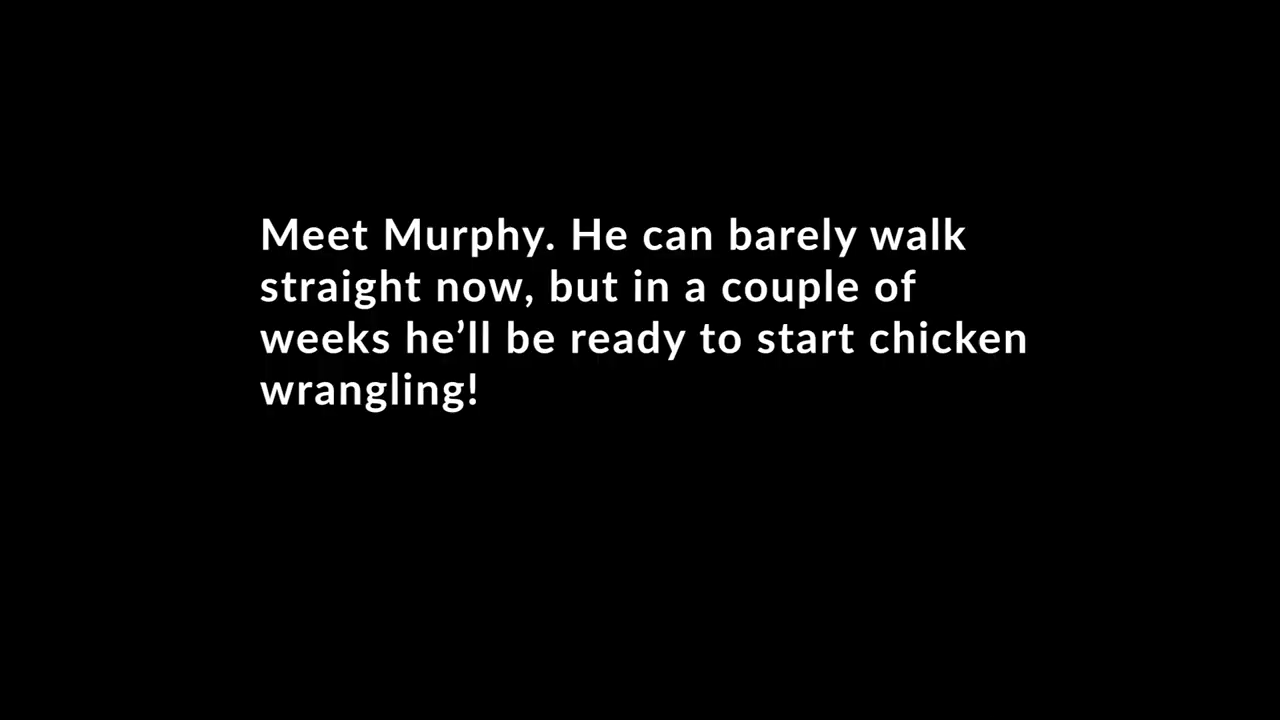 Meet Murphy. He can barely walk
straight now, but in a couple of
weeks he’ll be ready to start chicken
wrangling!